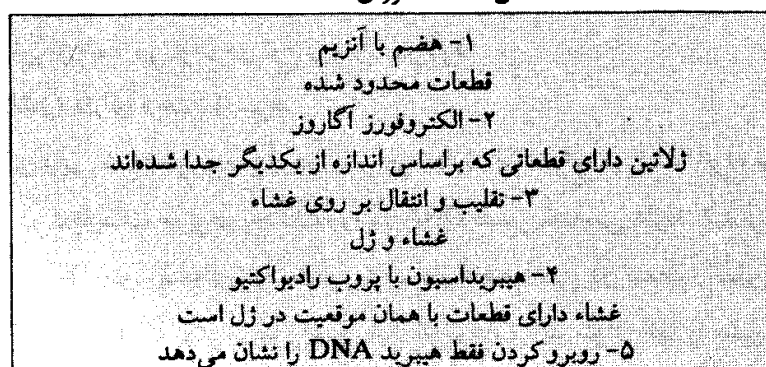 ۱- هضم با آنزیم
قطعات محدود شده
۲- الکتروفورز آگاروز
ژلاتین دارای قطعاتی که براساس اندازه از یکدیگر جدا شده‌اند
۳- تقلیب و انتقال بر روی غشاء
غشاء و ژل
۴- هیبریداسیون با پروب رادیواکتیو
غشاء دارای قطعات با همان موقعیت در ژل است
۵- روبرو کردن فقط هیبرید DNA را نشان می‌دهد